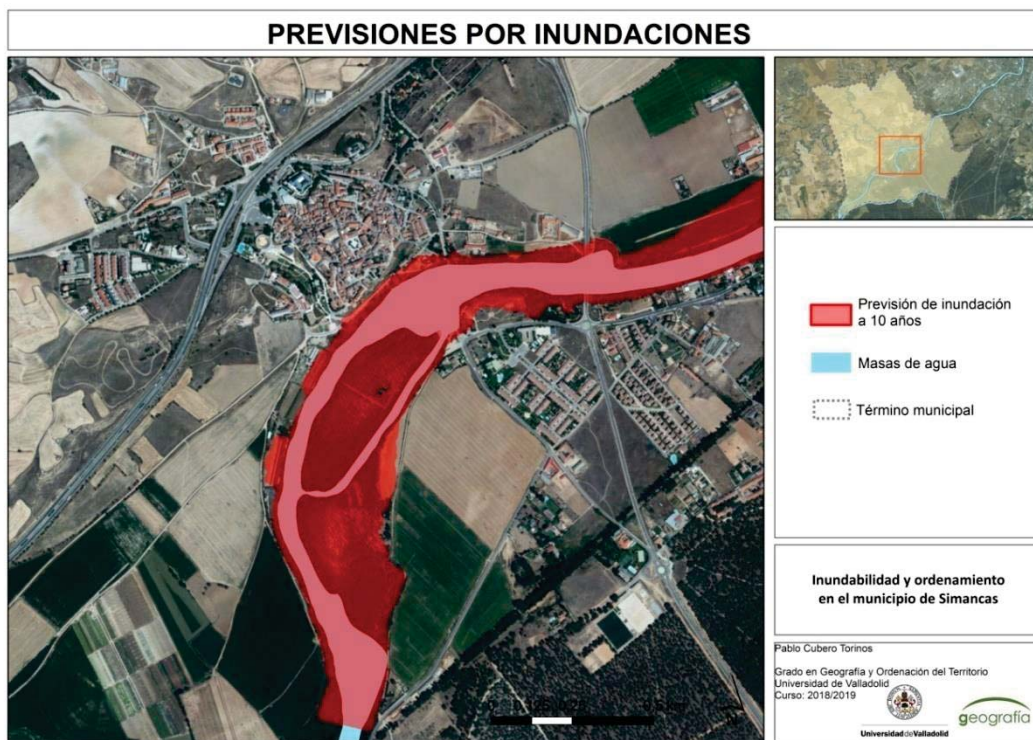 PREVISIONES POR INUNDACIONES
Previsión de inundación
a 10 años
Masas de agua
Término municipal
Inundabilidad y ordenamiento
en el municipio de Simancas
Pablo Cubero Torinos
Grado en Geografía y Ordenación del Territorio
Universidad de Valladolid
Curso: 2018/2019
Universidad de Valladolid
geografía